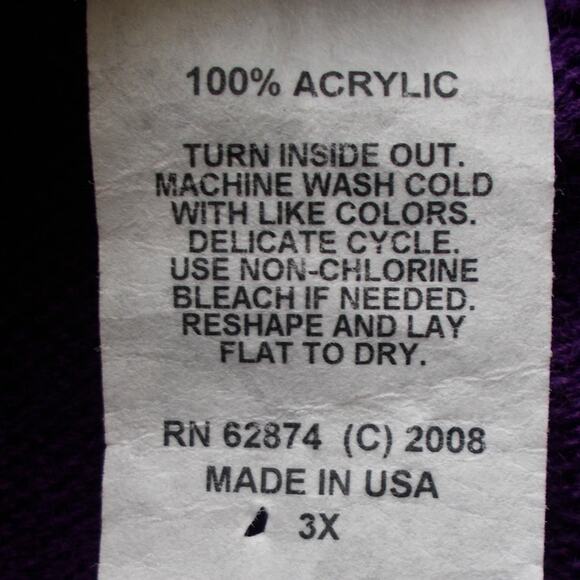 100% ACRYLIC
TURN INSIDE OUT.
MACHINE WASH COLD
WITH LIKE COLORS.
DELICATE CYCLE.
USE NON-CHLORINE
BLEACH IF NEEDED.
RESHAPE AND LAY
FLAT TO DRY.
RN 62874 (C) 2008
MADE IN USA
3X